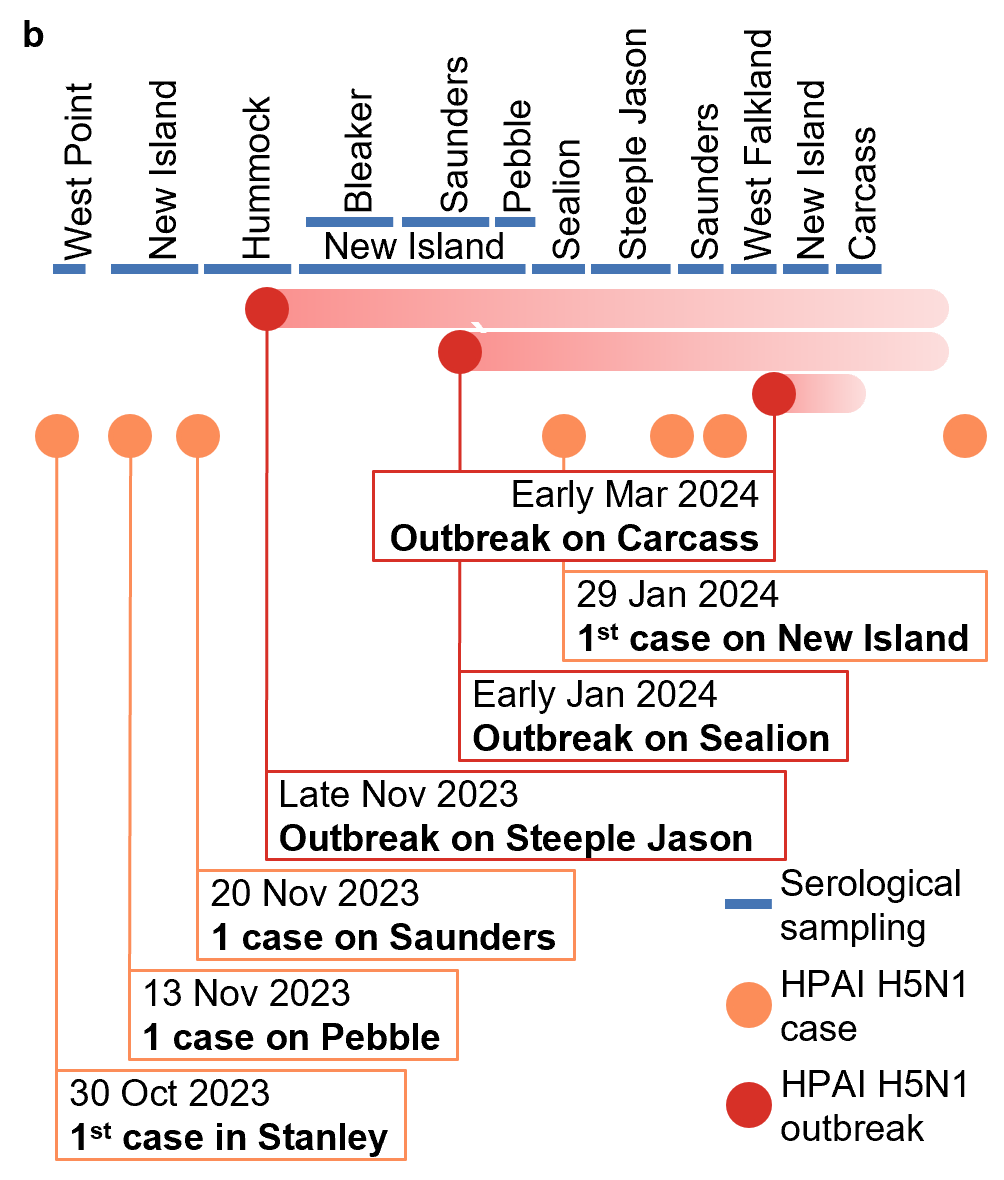 b
West Point
New Island
Hummock
Bleaker
Saunders
Pebble
New Island
Sealion
Steeple Jason
Saunders
West Falkland
New Island
Carcass
Early Mar 2024
Outbreak on Carcass
29 Jan 2024
1st case on New Island
Early Jan 2024
Outbreak on Sealion
Late Nov 2023
Outbreak on Steeple Jason
20 Nov 2023
1 case on Saunders
13 Nov 2023
1 case on Pebble
30 Oct 2023
1st case in Stanley
Serological
sampling
HPAI H5N1
case
HPAI H5N1
outbreak